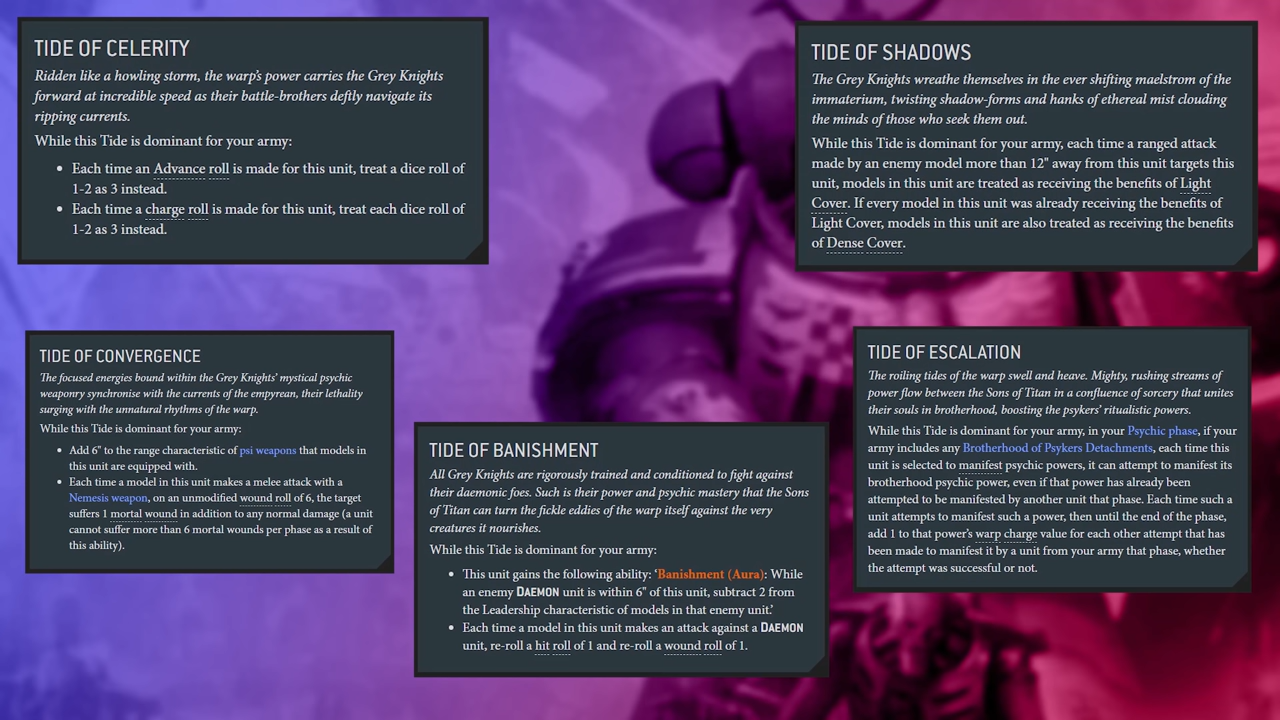 TIDE OF CELERITY
Ridden like a howling storm, the warp's power carries the Grey Knights
forward at incredible speed as their battle-brothers deftly navigate its
ripping currents.
While this Tide is dominant for your army:
• Each time an Advance roll is made for this unit, treat a dice roll of
1-2 as 3 instead.
• Each time a charge roll is made for this unit, treat each dice roll of
1-2 as 3 instead.
TIDE OF SHADOWS
The Grey Knights wreathe themselves in the ever shifting maelstrom of the
immaterium, twisting shadow-forms and hanks of ethereal mist clouding
the minds of those who seek them out.
While this Tide is dominant for your army, each time a ranged attack
made by an enemy model more than 12" away from this unit targets this
unit, models in this unit are treated as receiving the benefits of Light
Cover. If every model in this unit was already receiving the benefits of
Light Cover, models in this unit are also treated as receiving the benefits
of Dense Cover.
TIDE OF CONVERGENCE
The focused energies bound within the Grey Knights' mystical psychic
weaponry synchronise with the currents of the empyrean, their lethality
surging with the unnatural rhythms of the warp.
While this Tide is dominant for your army:
• Add 6" to the range characteristic of psi weapons that models in
this unit are equipped with.
• Each time a model in this unit makes a melee attack with a
Nemesis weapon, on an unmodified wound roll of 6, the target
suffers 1 mortal wound in addition to any normal damage (a unit
cannot suffer more than 6 mortal wounds per phase as a result of
this ability).
TIDE OF BANISHMENT
All Grey Knights are rigorously trained and conditioned to fight against
their daemonic foes. Such is their power and psychic mastery that the Sons
of Titan can turn the fickle eddies of the warp itself against the very
creatures it nourishes.
While this Tide is dominant for your army:
• This unit gains the following ability: 'Banishment (Aura): While
an enemy DAEMON unit is within 6" of this unit, subtract 2 from
the Leadership characteristic of models in that enemy unit.'
• Each time a model in this unit makes an attack against a DAEMON
unit, re-roll a hit roll of 1 and re-roll a wound roll of 1.
TIDE OF ESCALATION
The roiling tides of the warp swell and heave. Mighty, rushing streams of
power flow between the Sons of Titan in a confluence of sorcery that unites
their souls in brotherhood, boosting the psykers' ritualistic powers.
While this Tide is dominant for your army, in your Psychic phase, if your
army includes any Brotherhood of Psykers Detachments, each time this
unit is selected to manifest psychic powers, it can attempt to manifest its
brotherhood psychic power, even if that power has already been
attempted to be manifested by another unit that phase. Each time such a
unit attempts to manifest such a power, then until the end of the phase,
add 1 to that power's warp charge value for each other attempt that has
been made to manifest it by a unit from your army that phase, whether
the attempt was successful or not.